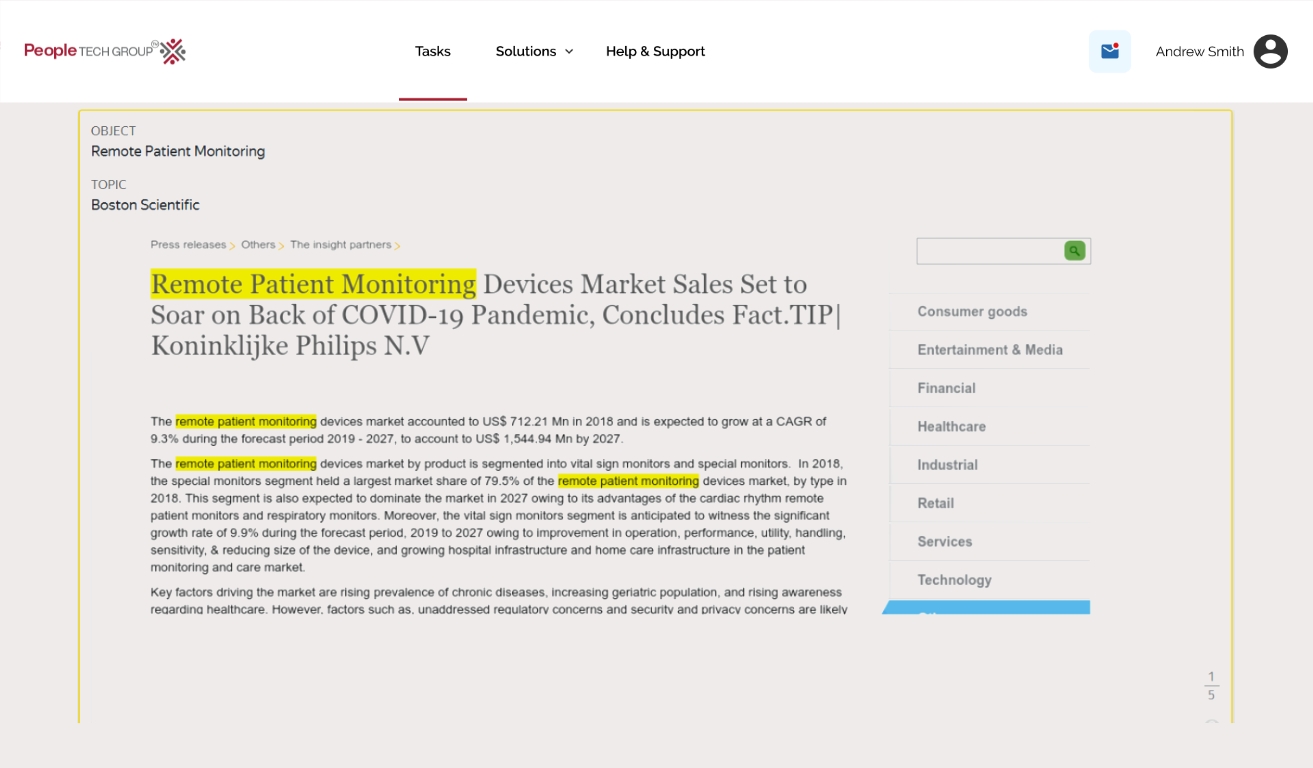 People TECH GROUP TM
Tasks
Solutions
Help & Support
Andrew Smith
OBJECT
Remote Patient Monitoring
TOPIC
Boston Scientific
Press releases > Others > The insight partners >
Remote Patient Monitoring Devices Market Sales Set to
Soar on Back of COVID-19 Pandemic, Concludes Fact.TIP|
Koninklijke Philips N.V
The remote patient monitoring devices market accounted to US$ 712.21 Mn in 2018 and is expected to grow at a CAGR of
9.3% during the forecast period 2019 - 2027, to account to US$ 1,544.94 Mn by 2027.
The remote patient monitoring devices market by product is segmented into vital sign monitors and special monitors. In 2018,
the special monitors segment held a largest market share of 79.5% of the remote patient monitoring devices market, by type in
2018. This segment is also expected to dominate the market in 2027 owing to its advantages of the cardiac rhythm remote
patient monitors and respiratory monitors. Moreover, the vital sign monitors segment is anticipated to witness the significant
growth rate of 9.9% during the forecast period, 2019 to 2027 owing to improvement in operation, performance, utility, handling,
sensitivity, & reducing size of the device, and growing hospital infrastructure and home care infrastructure in the patient
monitoring and care market.
Key factors driving the market are rising prevalence of chronic diseases, increasing geriatric population, and rising awareness
regarding healthcare. However, factors such as, unaddressed regulatory concerns and security and privacy concerns are likely
Consumer goods
Entertainment & Media
Financial
Healthcare
Industrial
Retail
Services
Technology
1
5